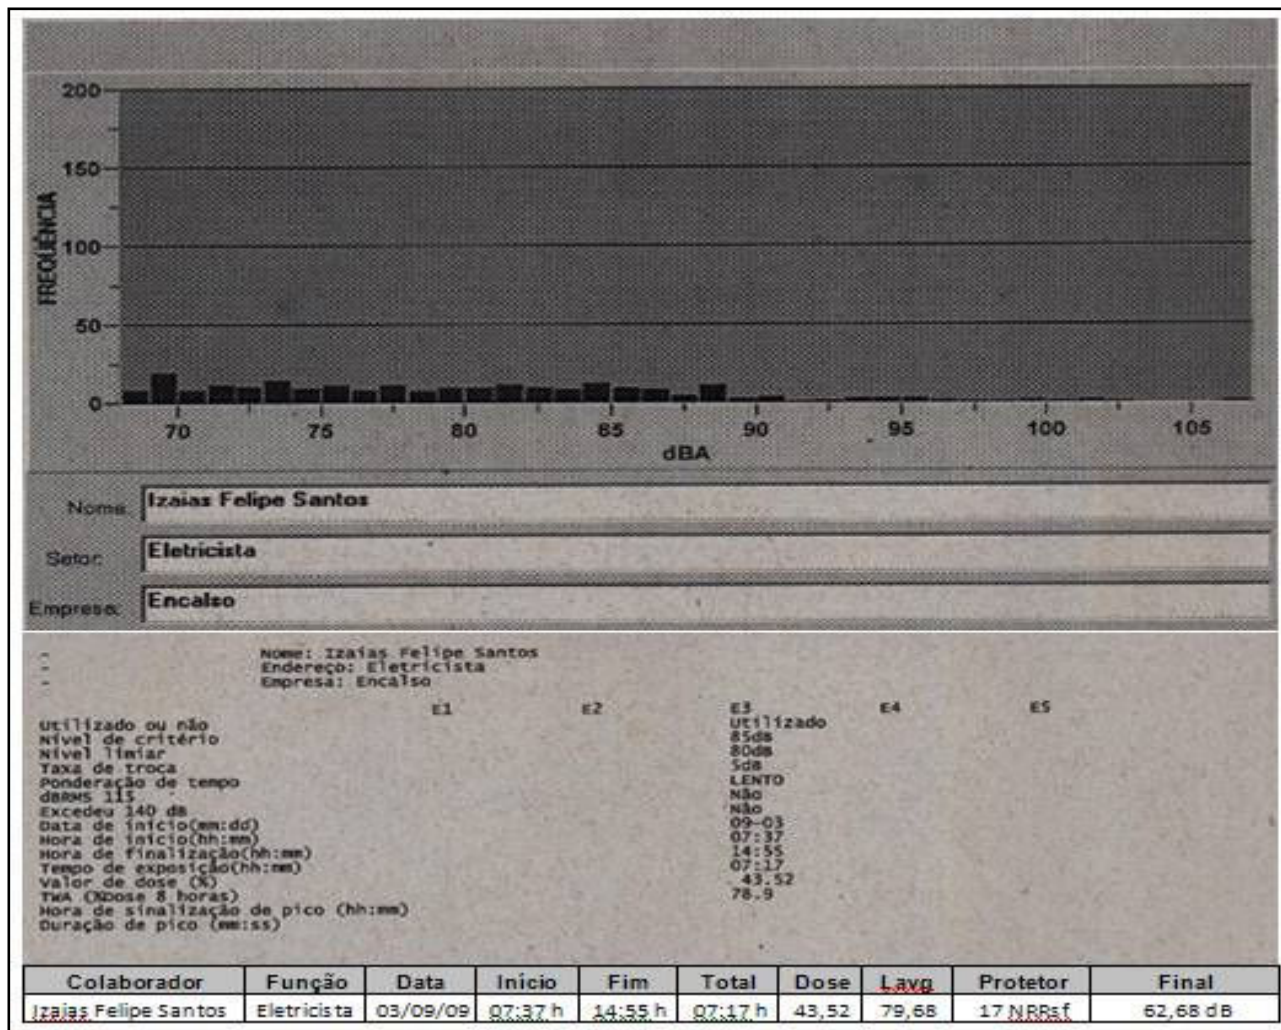 200
150
100
50
0
FREQUÊNCIA
70 75 80 85 90 95 100 105
dBA
Nome: Izaias Felipe Santos
Setor: Eletricista
Empresa: Encalso
Nome: Izaias Felipe Santos
Endereço: Eletricista
Empresa: Encalso
E1 E2 E3 E4 E5
Utilizado ou não Utilizado
Nível de critério 85dB
Nível limiar 80dB
Taxa de troca 5dB
Ponderação de tempo LENTO
dBRMS 115 Não
Excedeu 140 dB Não
Data de início(mm:dd) 09-03
Hora de início(hh:mm) 07:37
Hora de finalização(hh:mm) 14:55
Tempo de exposição(hh:mm) 07:17
Valor de dose (%) 43.52
TWA (%Dose 8 horas) 78.9
Hora de sinalização de pico (hh:mm)
Duração de pico (mm:ss)
Colaborador Função Data Início Fim Total Dose Lavg Protetor Final
Izaias Felipe Santos Eletricista 03/09/09 07:37 h 14:55 h 07:17 h 43,52 79,68 17 NRRsf 62,68 dB